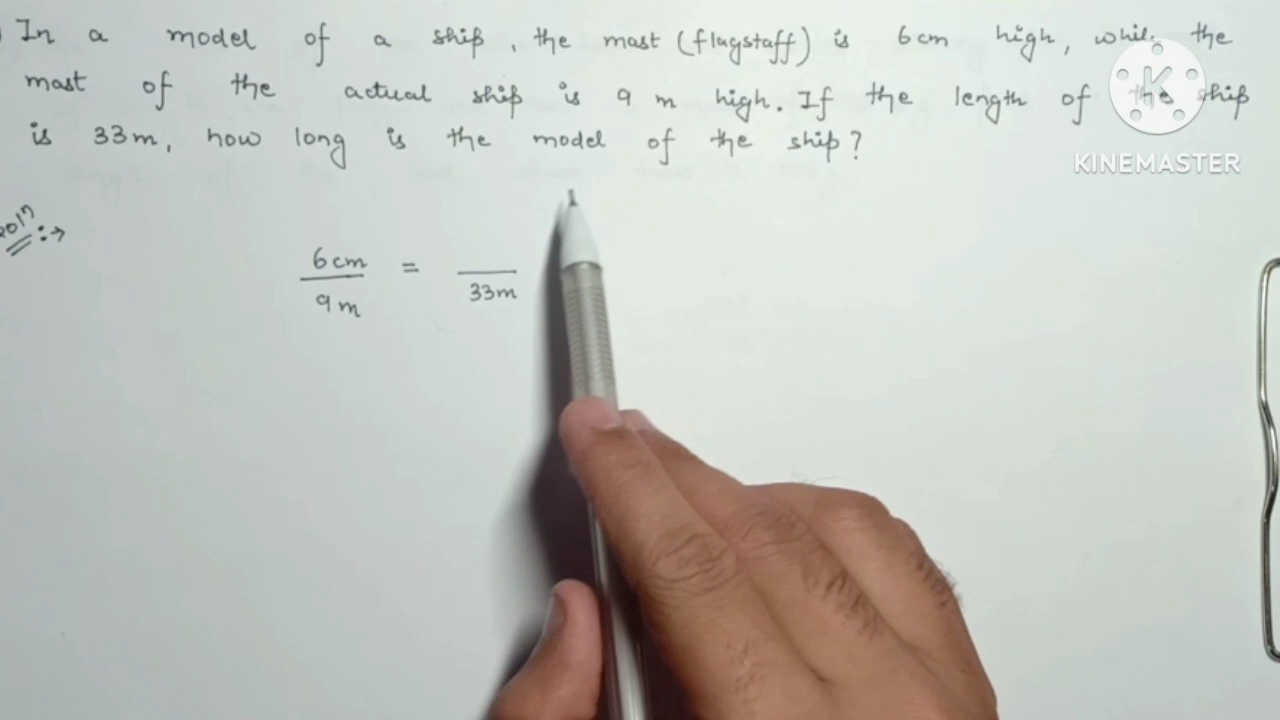 In a model of a ship, the mast (flagstaff) is 6cm high, while the
mast of the actual ship is 9 m high. If the length of the ship
is 33m, how long is the model of the ship?
KINEMASTER
Soln :→
6cm = 
9m 33m